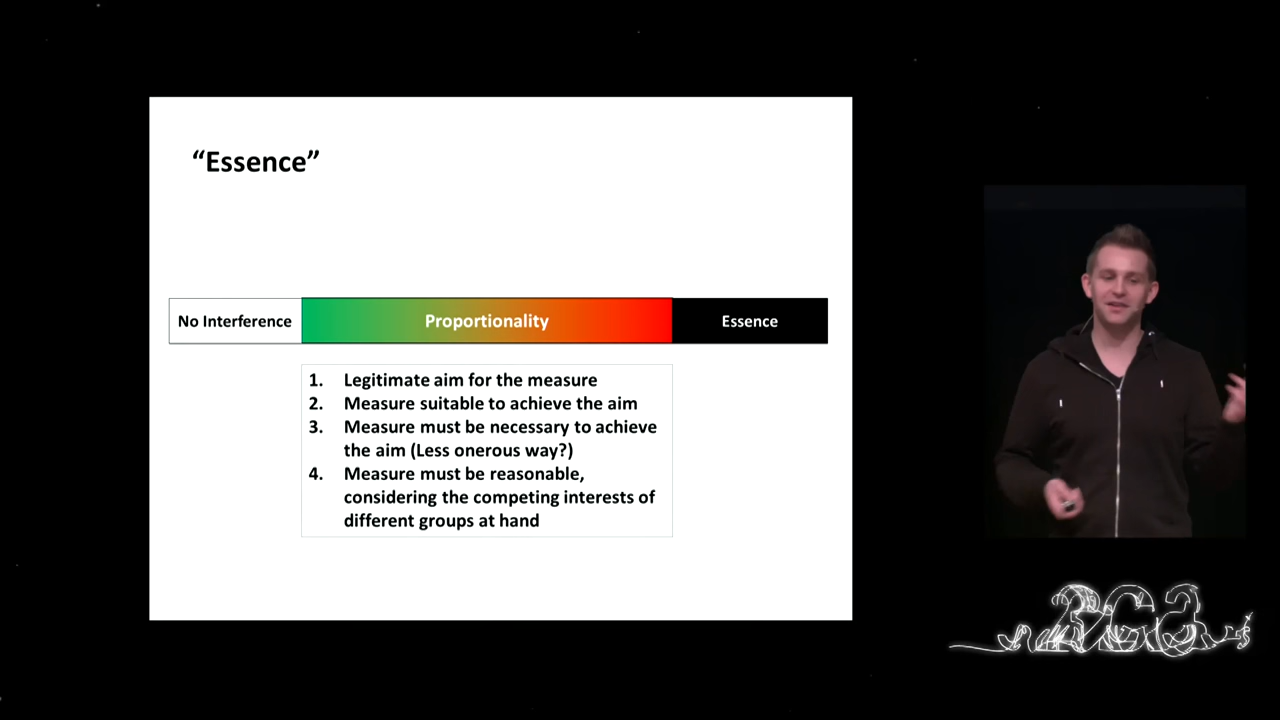 “Essence”
No Interference
Proportionality
Essence
1. Legitimate aim for the measure
2. Measure suitable to achieve the aim
3. Measure must be necessary to achieve
the aim (Less onerous way?)
4. Measure must be reasonable,
considering the competing interests of
different groups at hand